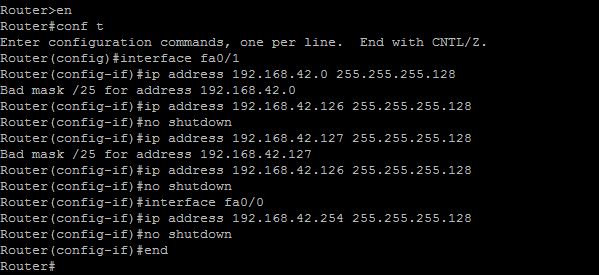 Router>en
Router#conf t
Enter configuration commands, one per line.  End with CNTL/Z.
Router(config)#interface fa0/1
Router(config-if)#ip address 192.168.42.0 255.255.255.128
Bad mask /25 for address 192.168.42.0
Router(config-if)#ip address 192.168.42.126 255.255.255.128
Router(config-if)#no shutdown
Router(config-if)#ip address 192.168.42.127 255.255.255.128
Bad mask /25 for address 192.168.42.127
Router(config-if)#ip address 192.168.42.126 255.255.255.128
Router(config-if)#no shutdown
Router(config-if)#interface fa0/0
Router(config-if)#ip address 192.168.42.254 255.255.255.128
Router(config-if)#no shutdown
Router(config-if)#end
Router#